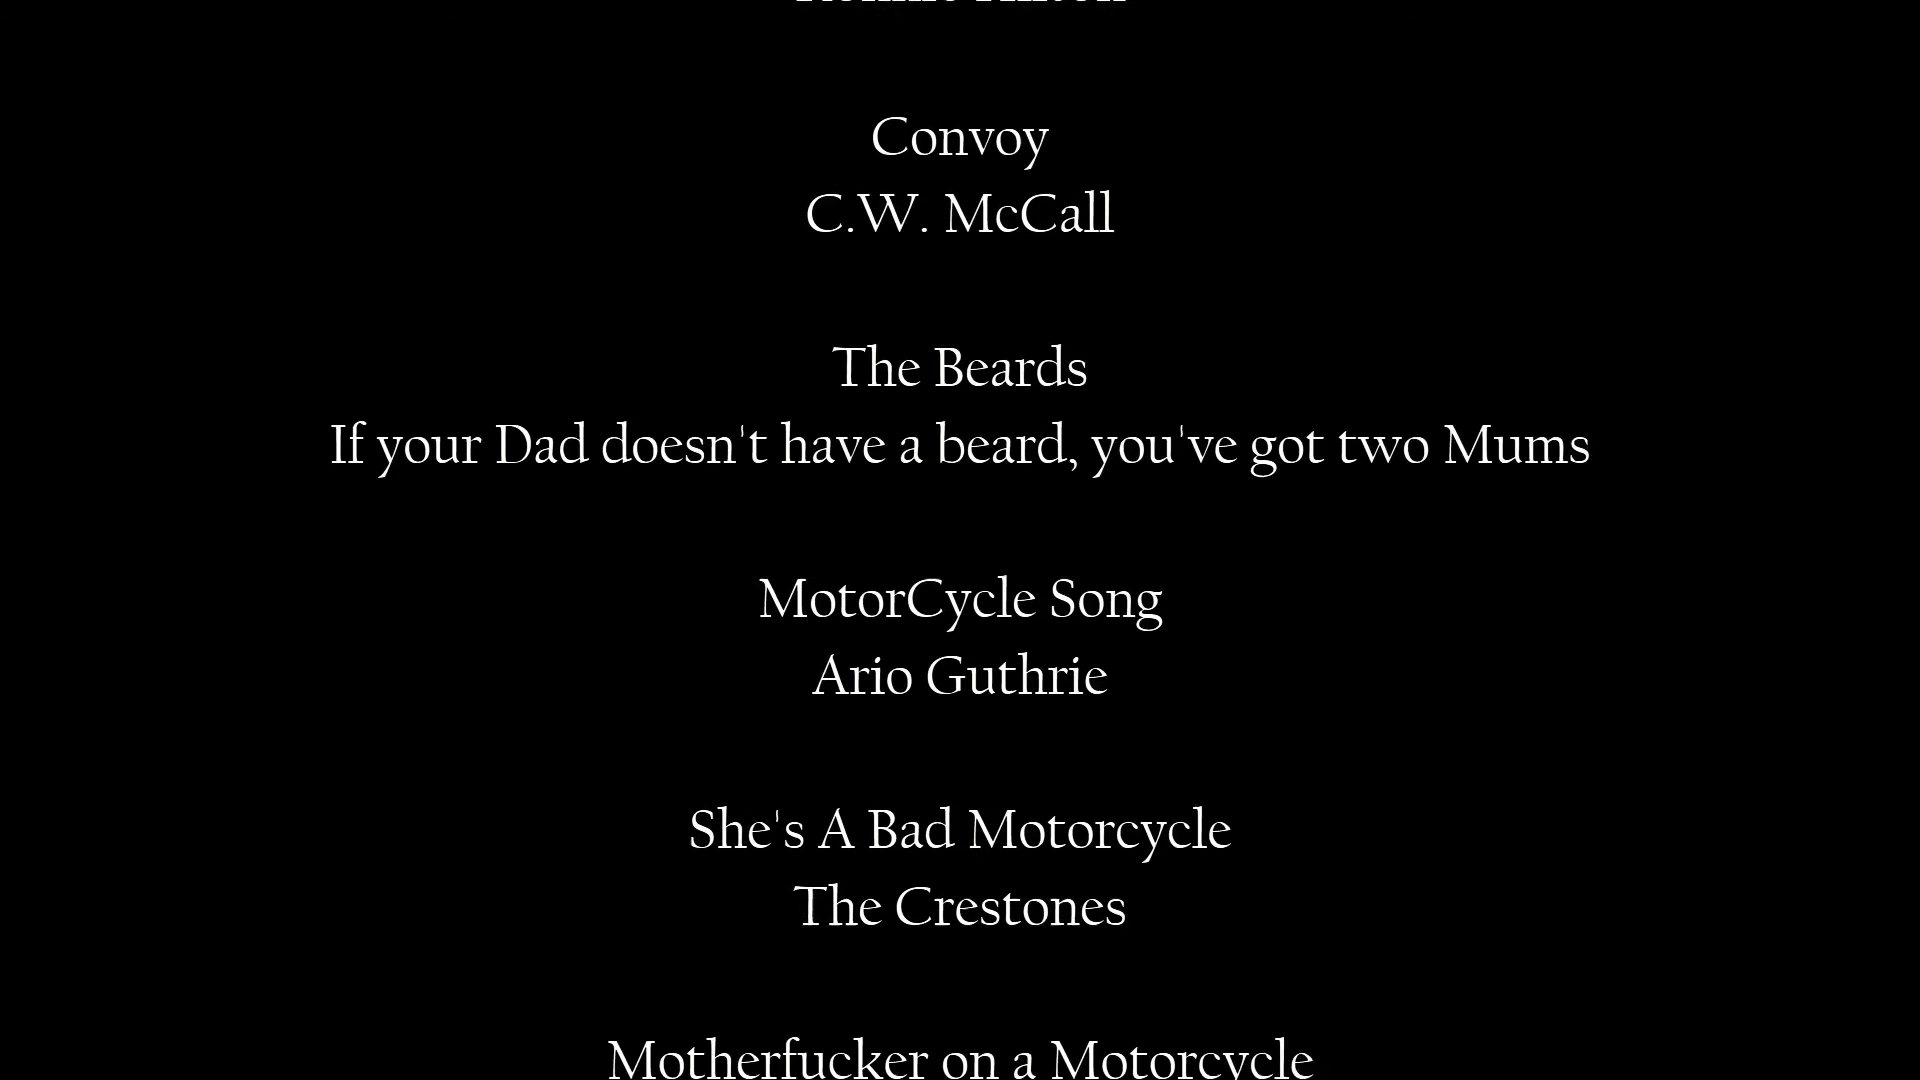 Convoy
C.W. McCall
The Beards
If your Dad doesn't have a beard, you've got two Mums
MotorCycle Song
Ario Guthrie
She's A Bad Motorcycle
The Crestones
Motherfucker on a Motorcycle